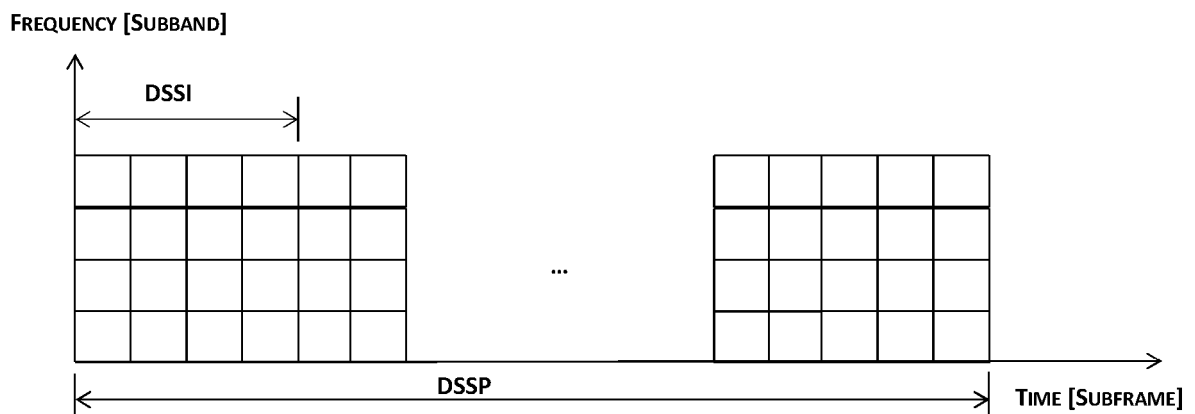 FREQUENCY [SUBBAND]
DSSI
...
DSSP
TIME [SUBFRAME]